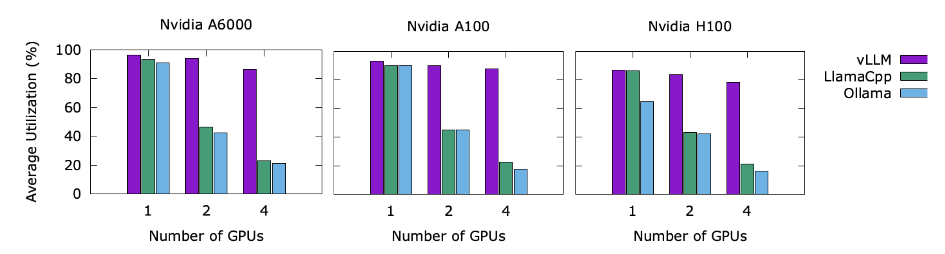 Nvidia A6000
Nvidia A100
Nvidia H100
Average Utilization (%)
100
80
60
40
20
0
1 2 4
1 2 4
1 2 4
Number of GPUs
Number of GPUs
Number of GPUs
vLLM
LlamaCpp
Ollama